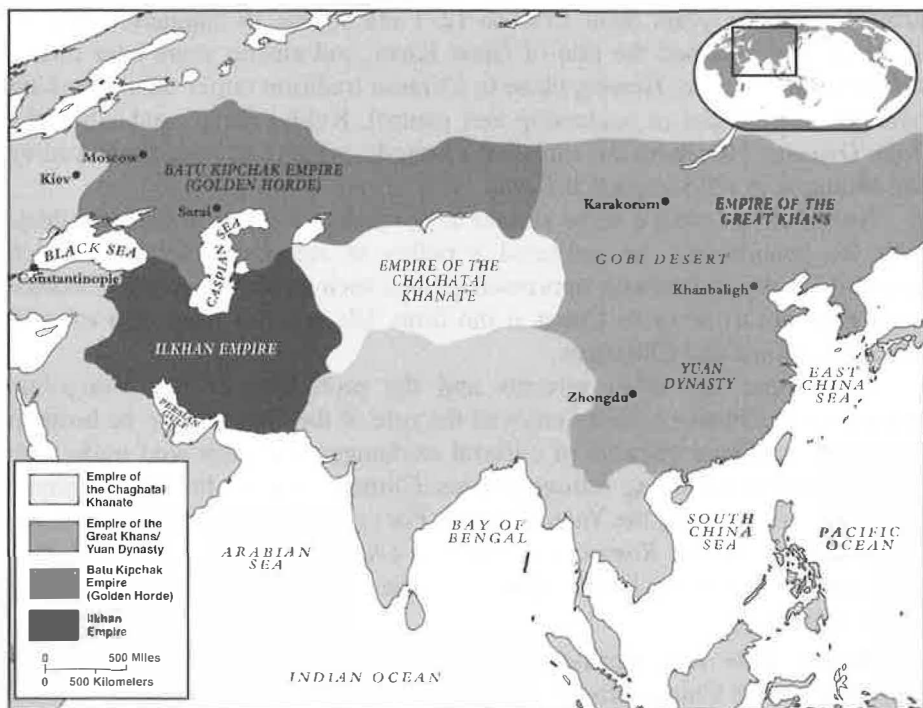 Moscow
Kiev
BATU KIPCHAK EMPIRE
(GOLDEN HORDE)
Sarai
BLACK SEA
CASPIAN SEA
Constantinople
Karakorum
EMPIRE OF THE
GREAT KHANS
GOBI DESERT
EMPIRE OF THE
CHAGHATAI
KHANATE
Khanbaligh
ILKHAN EMPIRE
YUAN
DYNASTY
Zhongdu
EAST
CHINA
SEA
PERSIAN
GULF
Empire of
the Chaghatai
Khanate
Empire of the
Great Khans/
Yuan Dynasty
Batu Kipchak
Empire
(Golden Horde)
Ilkhan
Empire
0 500 Miles
0 500 Kilometers
ARABIAN
SEA
BAY OF
BENGAL
SOUTH
CHINA
SEA
PACIFIC
OCEAN
INDIAN OCEAN